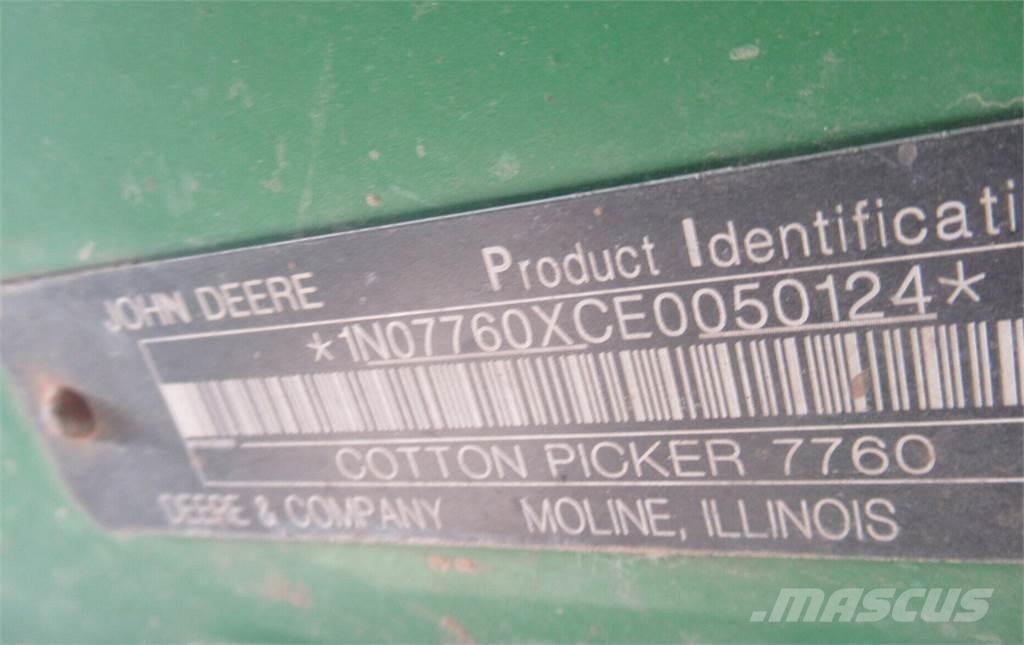 JOHN DEERE
Product Identificati
*1N07760XCE0050124*
COTTON PICKER 7760
DEERE & COMPANY MOLINE, ILLINOIS
MASCUS